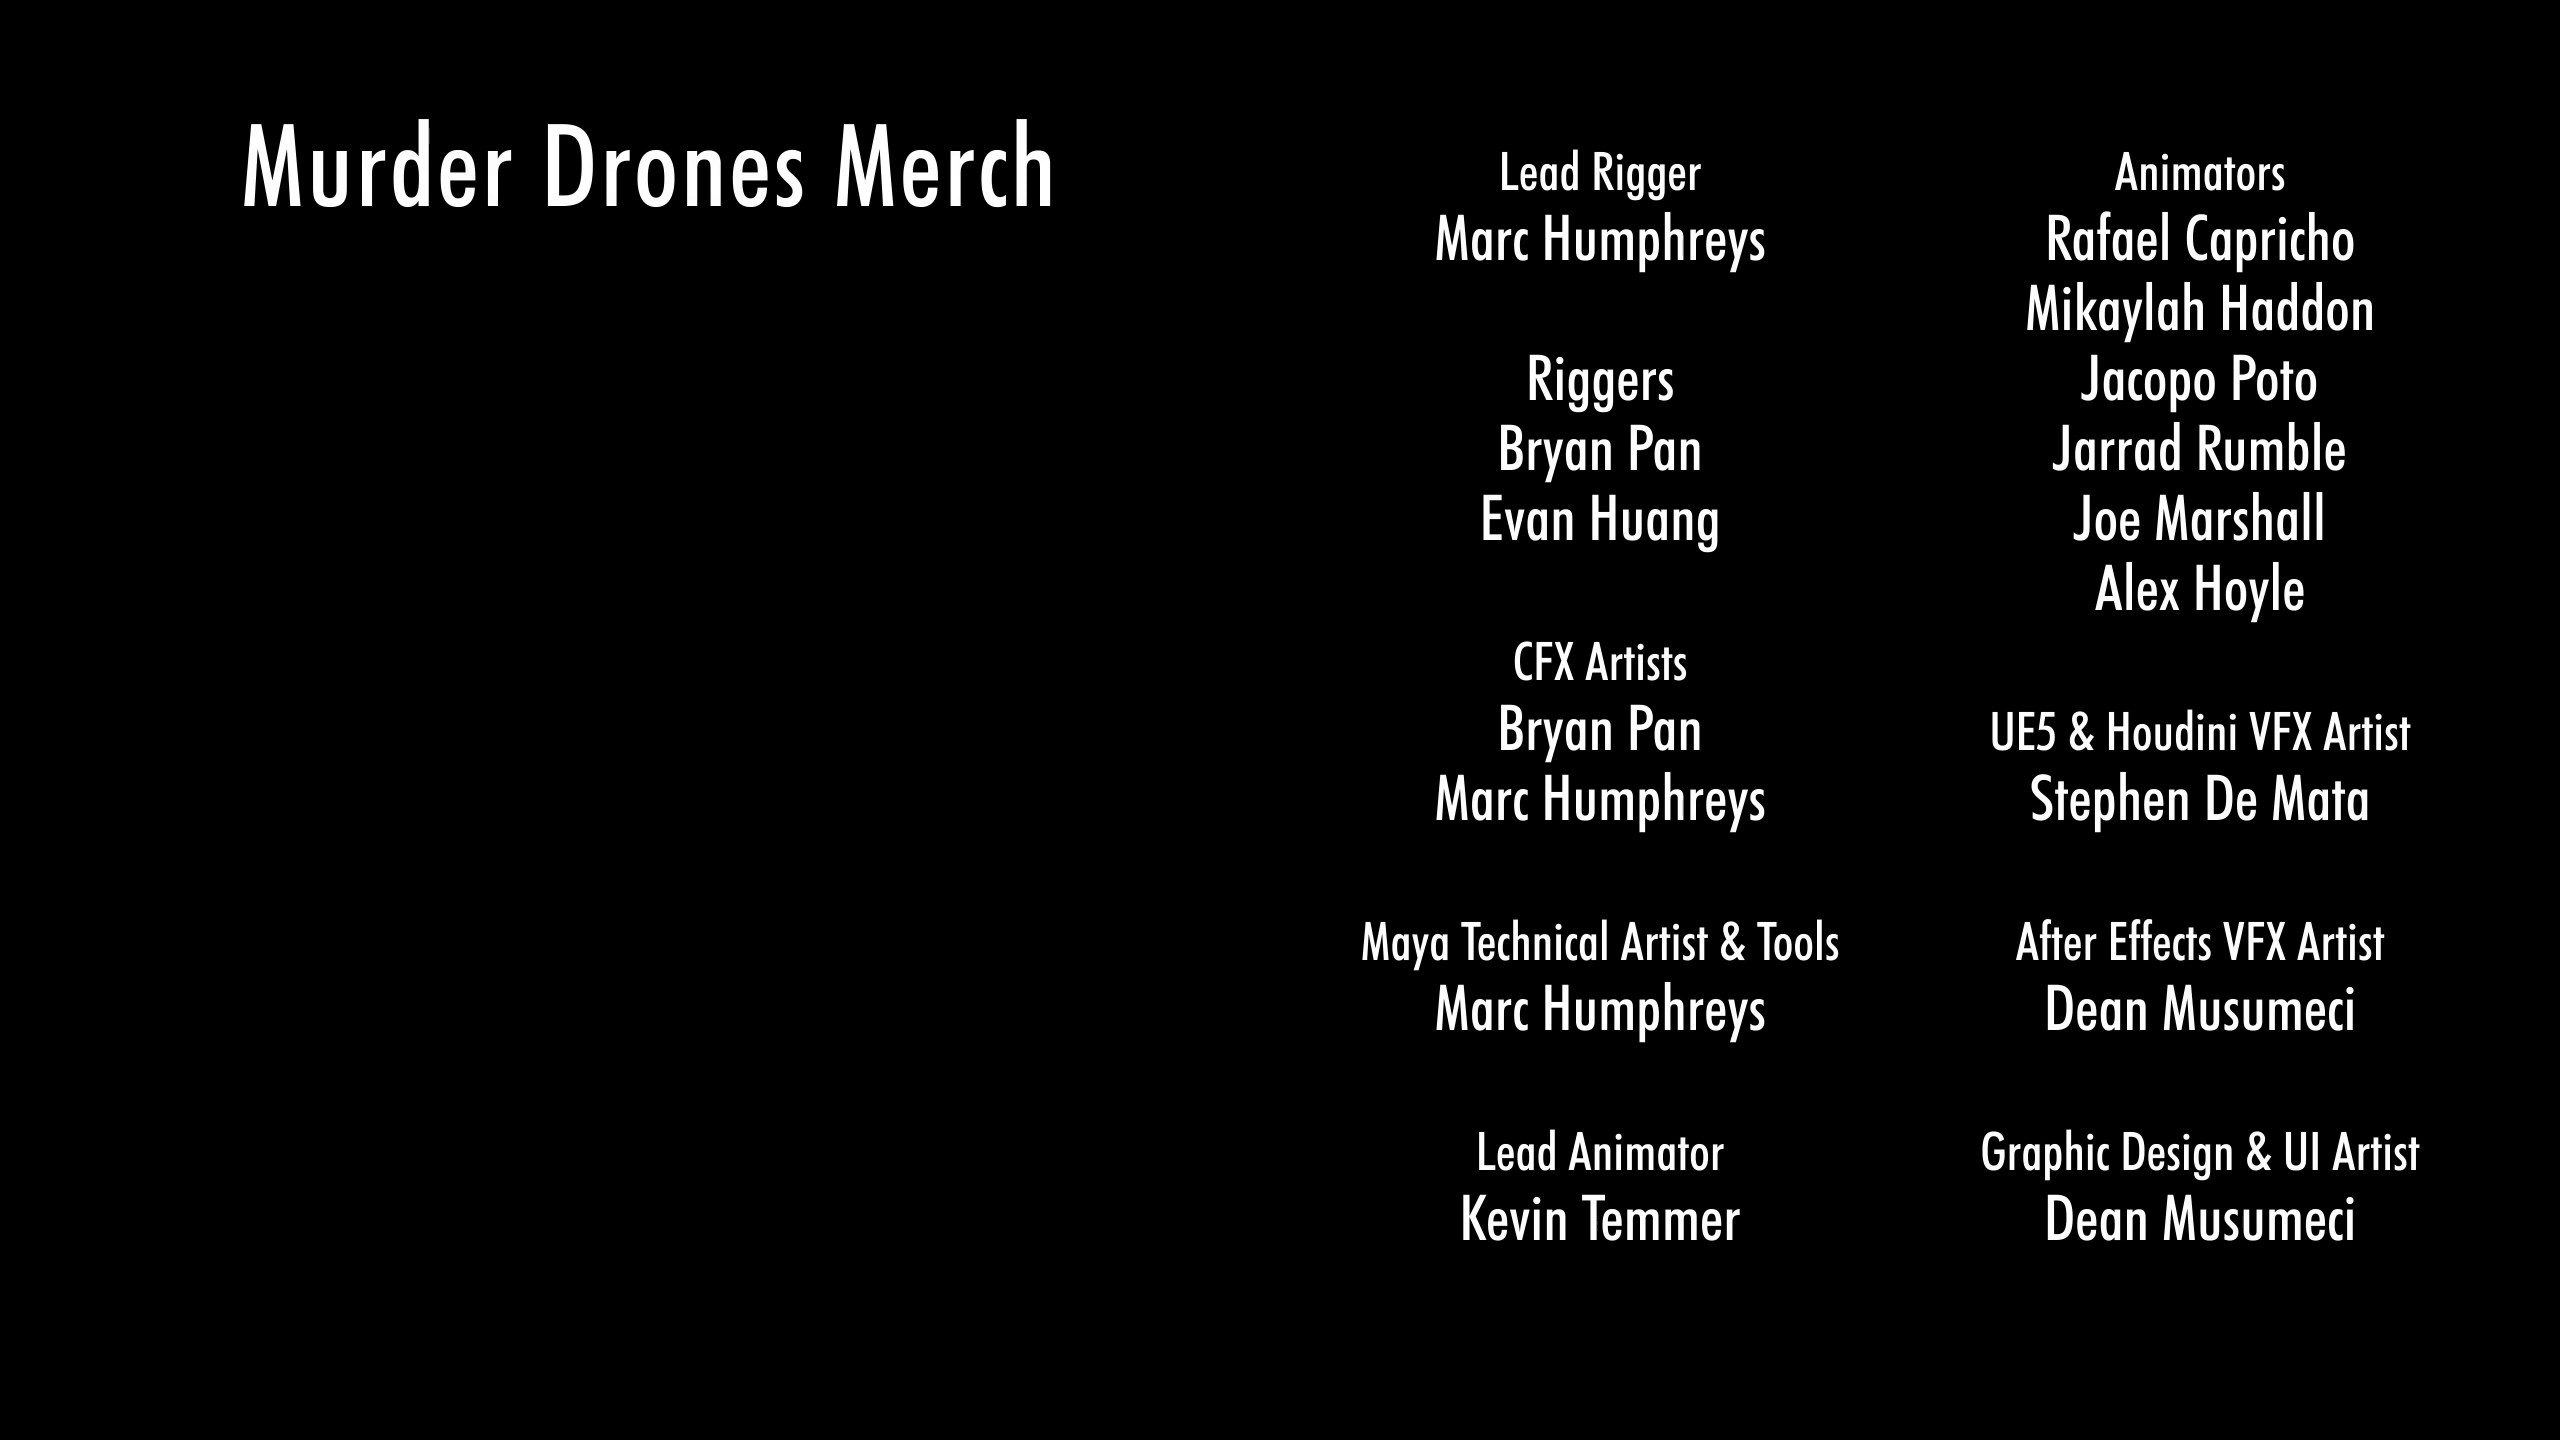 Murder Drones Merch
Lead Rigger
Marc Humphreys
Riggers
Bryan Pan
Evan Huang
CFX Artists
Bryan Pan
Marc Humphreys
Maya Technical Artist & Tools
Marc Humphreys
Lead Animator
Kevin Temmer
Animators
Rafael Capricho
Mikaylah Haddon
Jacopo Poto
Jarrad Rumble
Joe Marshall
Alex Hoyle
UE5 & Houdini VFX Artist
Stephen De Mata
After Effects VFX Artist
Dean Musumeci
Graphic Design & UI Artist
Dean Musumeci